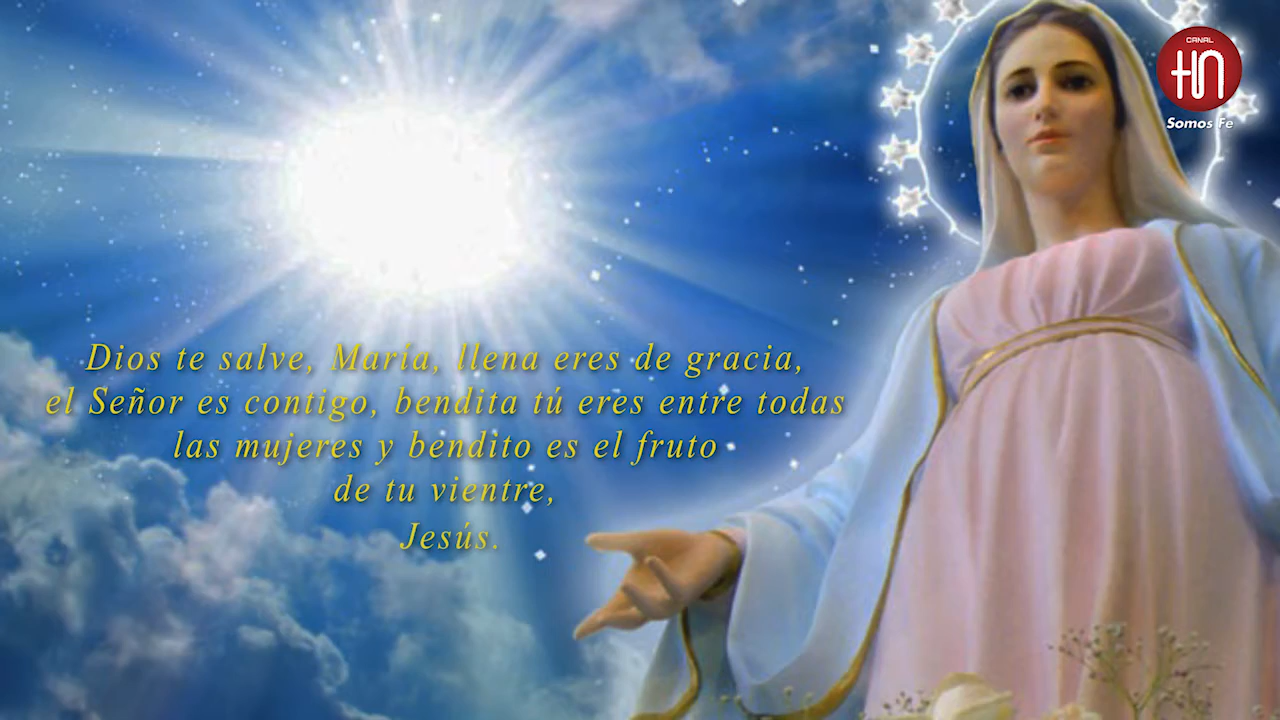 CANAL
HN
Somos Fe
Dios te salve, María, llena eres de gracia,
el Señor es contigo, bendita tú eres entre todas
las mujeres y bendito es el fruto
de tu vientre,
Jesús.